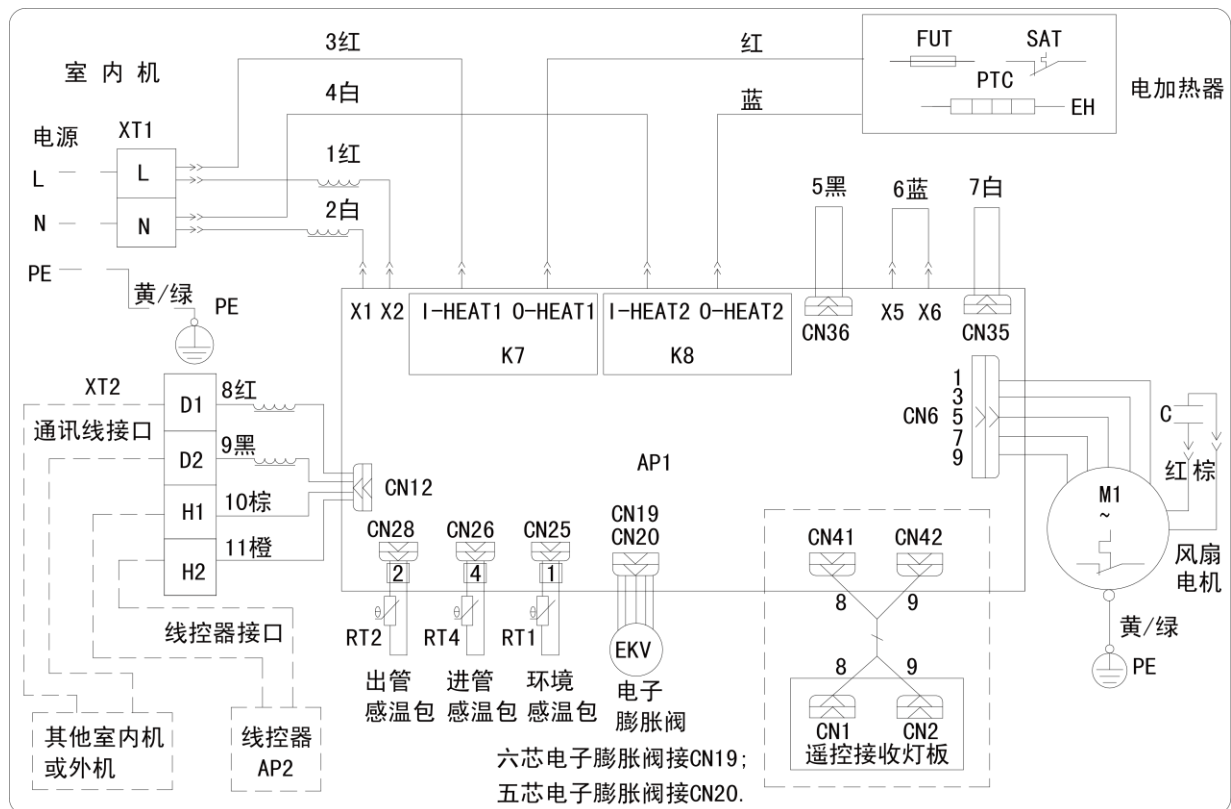 室 内 机
3红
红
FUT
SAT
PTC
EH
电加热器
4白
蓝
电源
XT1
L
L
1红
N
N
2白
5黑
6蓝
7白
PE
黄/绿
PE
X1 X2
I-HEAT1 O-HEAT1
K7
I-HEAT2 O-HEAT2
K8
CN36
X5 X6
CN35
XT2
D1
8红
通讯线接口
D2
9黑
H1
10棕
H2
11橙
CN12
线控器接口
AP1
CN6
1
3
5
7
9
C
红 棕
M1
~
风扇
电机
黄/绿
PE
CN28
2
θ
RT2
出管
感温包
CN26
4
θ
RT4
进管
感温包
CN25
1
θ
RT1
环境
感温包
CN19
CN20
EKV
电子
膨胀阀
CN41
CN42
8
9
8
9
CN1
CN2
遥控接收灯板
其他室内机
或外机
线控器
AP2
六芯电子膨胀阀接CN19;
五芯电子膨胀阀接CN20.